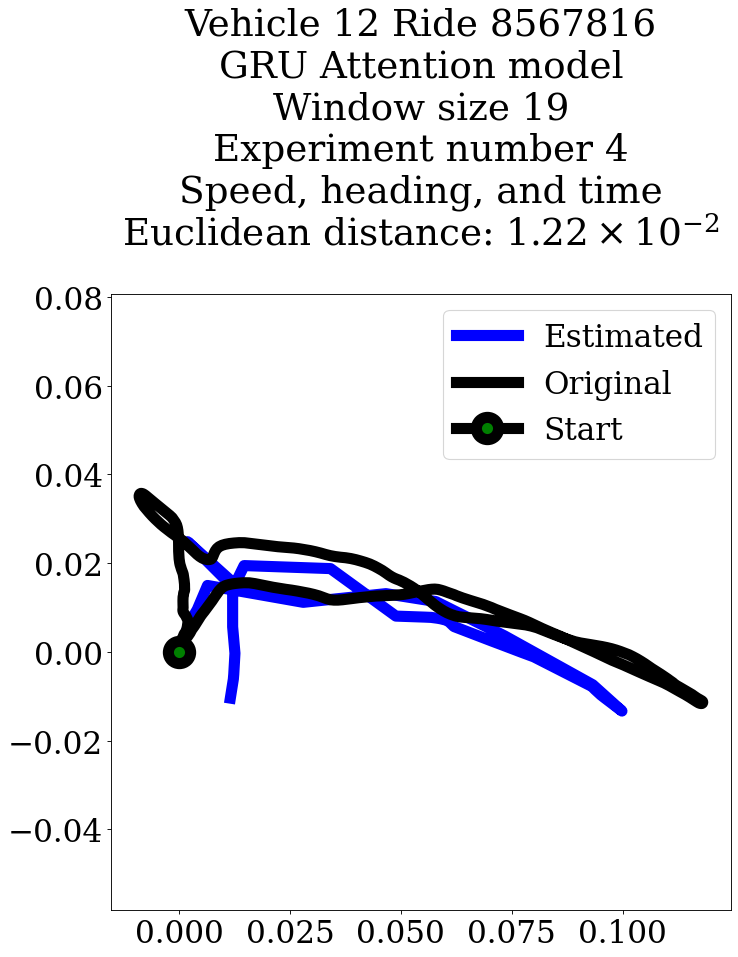 Vehicle 12 Ride 8567816
GRU Attention model
Window size 19
Experiment number 4
Speed, heading, and time
Euclidean distance: 1.22 × 10⁻²
0.08
0.06
0.04
0.02
0.00
−0.02
−0.04
Estimated
Original
Start
0.000 0.025 0.050 0.075 0.100